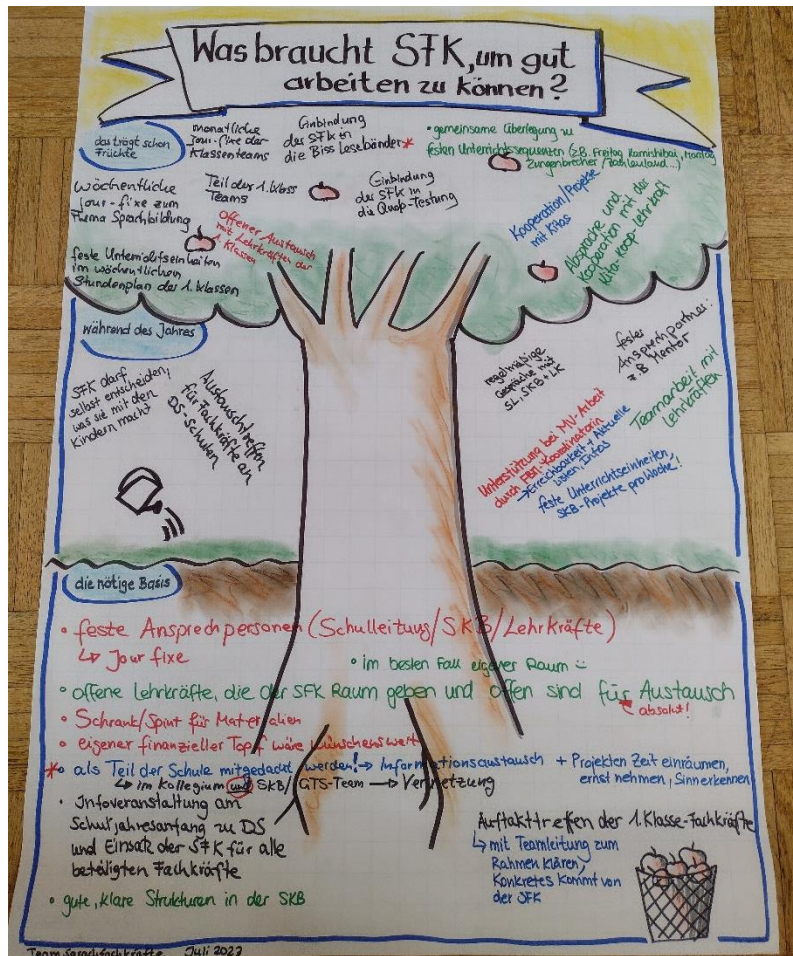 Was braucht SFK, um gut
arbeiten zu können?
das trägt schon
Früchte
monatliche
Jour-fixe der
Klassenteams
Einbindung
der SFK in
die Biss Lesebänder*
• gemeinsame Überlegung zu
festen Unterrichtssequenzen (z.B. Freitag Kamishibai, Montag
Zungenbrecher/
wöchentliche
jour-fixe zum
Thema Sprachbildung
Teil der 1. klass
Teams
Einbindung
der SFK in
die Quop-Testung
Offener Austausch
mit Lehrkräften der
1 Klassen
feste Unterrichtseinheiten
im wöchentlichen
Stundenplan der 1. klassen
Kooperation/Projekte
mit Kitas
Absprache und
Kooperation mit der
Kita-Koop-Lehrkraft
während des Jahres
SFK darf
selbst entscheiden,
was sie mit den
Kindern macht
Austauschtreffen
für Fachkräfte an
DS-Schulen
regelmäßige
Gespräche mit
SL, SKB + LK
fester
Ansprechpartner:
z.B Mentor
Unterstützung bei MV-Arbeit
durch FBM-Koordinatorin
→ Erreichbarkeit + Aktuelle
Listen, Infos
Teamarbeit mit
Lehrkräften
feste Unterrichtseinheiten,
SKB-Projekte pro Woche!
die nötige Basis
• feste Ansprechpersonen (Schulleitung/SKB/Lehrkräfte)
↳ Jour fixe
• im besten Fall eigener Raum
• offene Lehrkräfte, die der SFK Raum geben und offen sind für Austausch
absolut!
• Schrank/Spint für Materialien
• eigener finanzieller Topf wäre wünschenswert
* • als Teil der Schule mitgedacht werden! → Informationsaustausch + Projekten Zeit einräumen,
ernst nehmen, Sinn erkennen
↳ im Kollegium und SKB/GTS-Team → Vernetzung
• Infoveranstaltung am
Schuljahresanfang zu DS
und Einsatz der SFK für alle
beteiligten Fachkräfte
• gute, klare Strukturen in der SKB
Auftakttreffen der 1. Klasse-Fachkräfte
↳ mit Teamleitung zum
Rahmen klären,
Konkretes kommt von
der SFK
Team Sprachfachkräfte Juli 2023